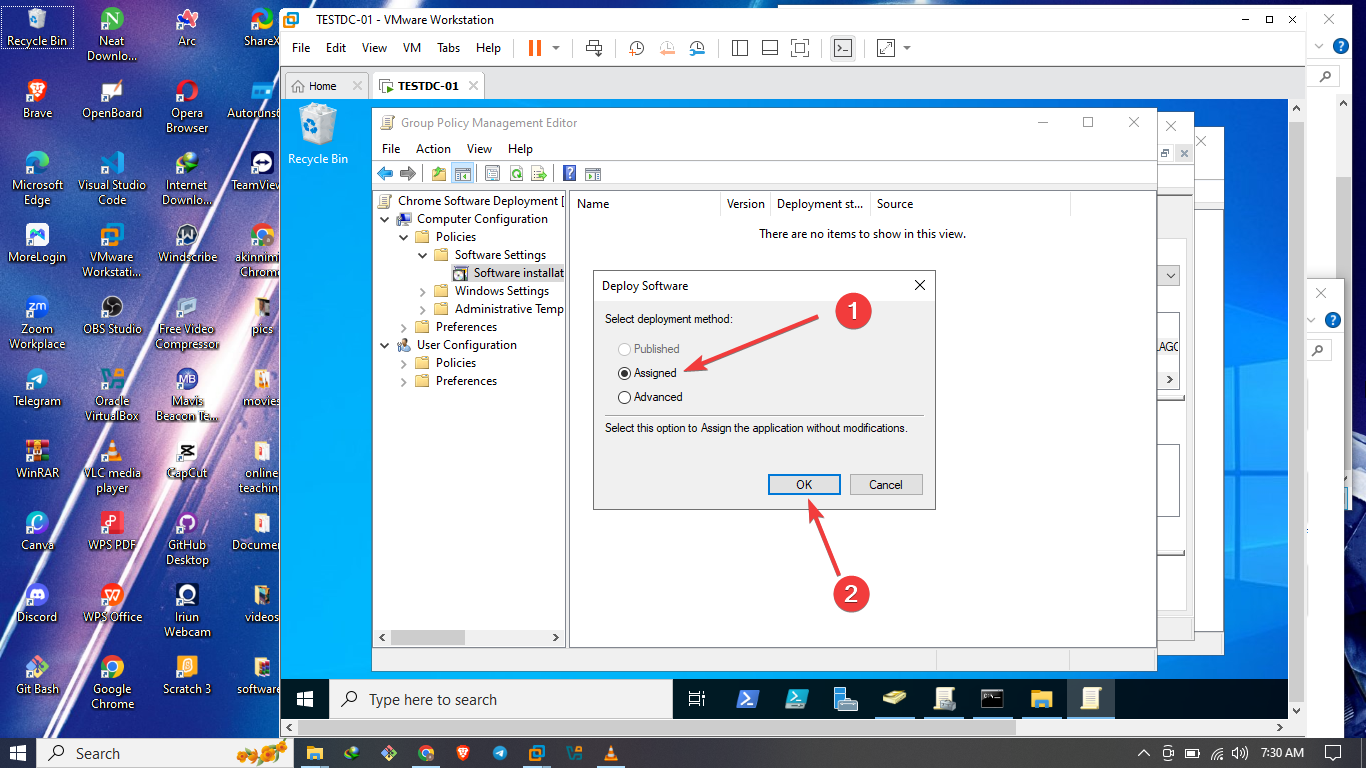 TESTDC-01 - VMware Workstation
File Edit View VM Tabs Help
Home
TESTDC-01
Recycle Bin
Neat Downlo...
Arc
ShareX
Brave
OpenBoard
Opera Browser
Autoruns6
Microsoft Edge
Visual Studio Code
Internet Downlo...
TeamView
MoreLogin
VMware Workstati...
Windscribe
akinnimi
Chrom
Zoom Workplace
OBS Studio
Free Video Compressor
pics
Telegram
Oracle VirtualBox
Mavis Beacon Te...
movies
WinRAR
VLC media player
CapCut
online teachin
Canva
WPS PDF
GitHub Desktop
Documen
Discord
WPS Office
Iriun Webcam
videos
Git Bash
Google Chrome
Scratch 3
software
Recycle Bin
Group Policy Management Editor
File Action View Help
Chrome Software Deployment [
Computer Configuration
Policies
Software Settings
Software installat
Windows Settings
Administrative Temp
Preferences
User Configuration
Policies
Preferences
Name Version Deployment st... Source
There are no items to show in this view.
Deploy Software
Select deployment method:
1
Published
Assigned
Advanced
Select this option to Assign the application without modifications.
OK Cancel
2
LAGO
Type here to search
Search
7:30 AM